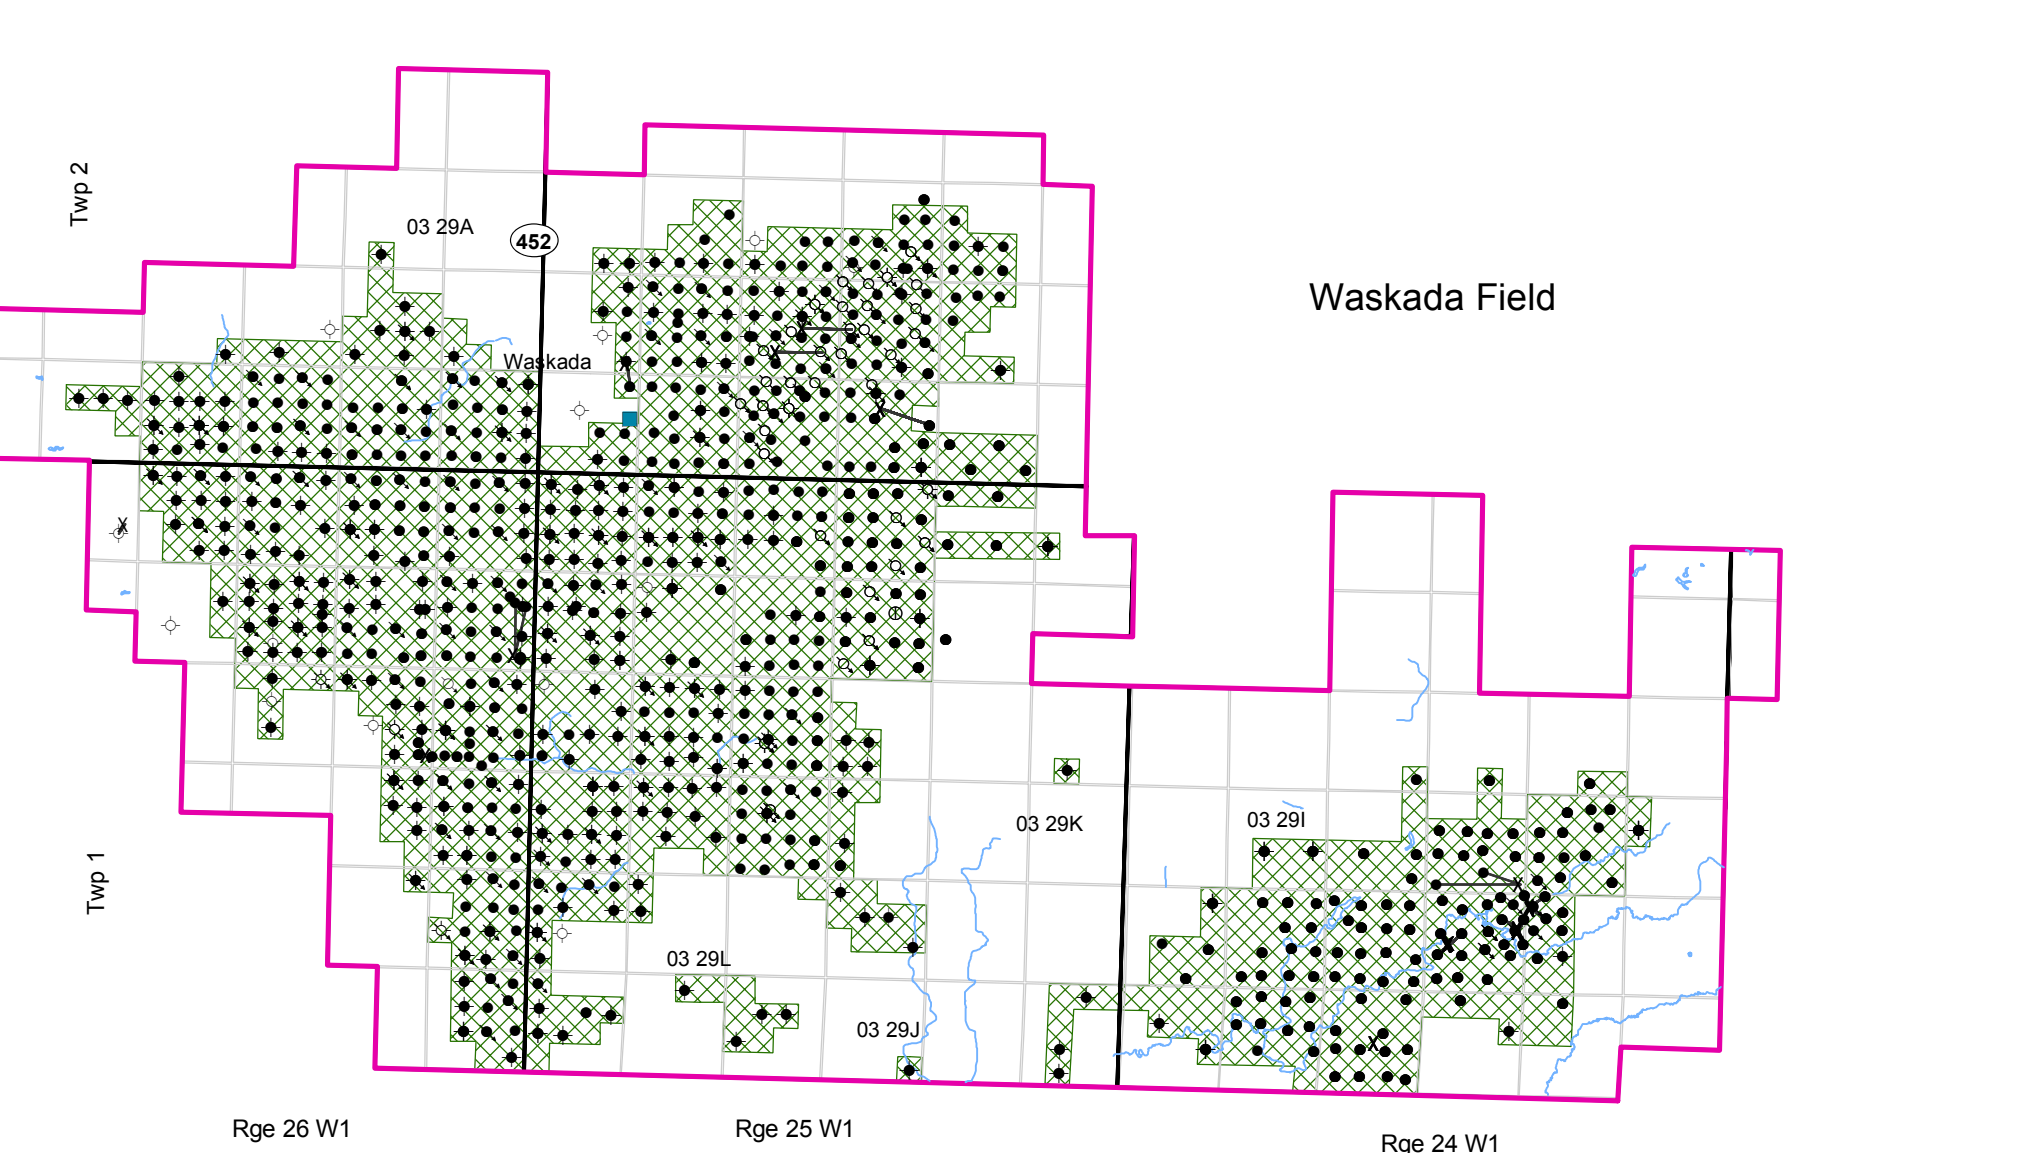 Twp 2
03 29A
452
Waskada Field
Waskada
03 29K
03 29I
Twp 1
03 29L
03 29J
Rge 26 W1
Rge 25 W1
Rge 24 W1